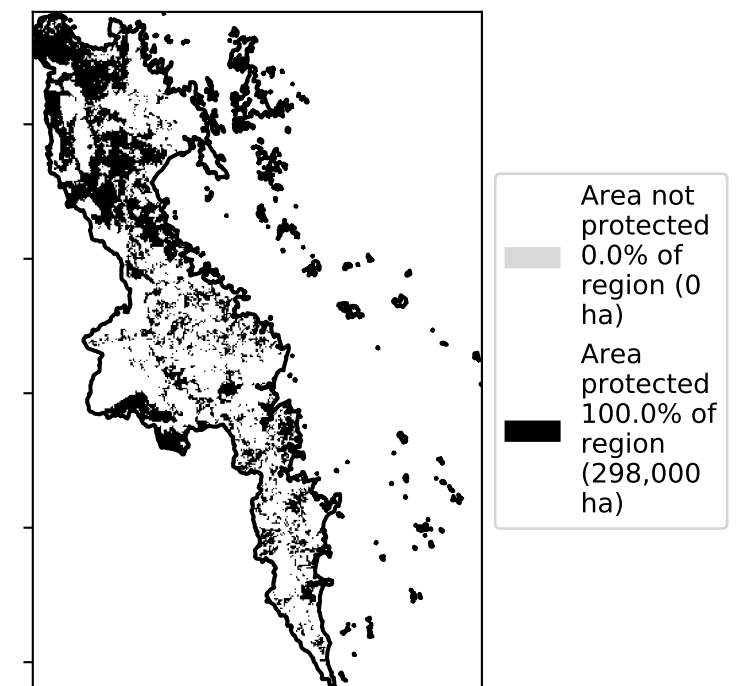 Area not
protected
0.0% of
region (0
ha)
Area
protected
100.0% of
region
(298,000
ha)